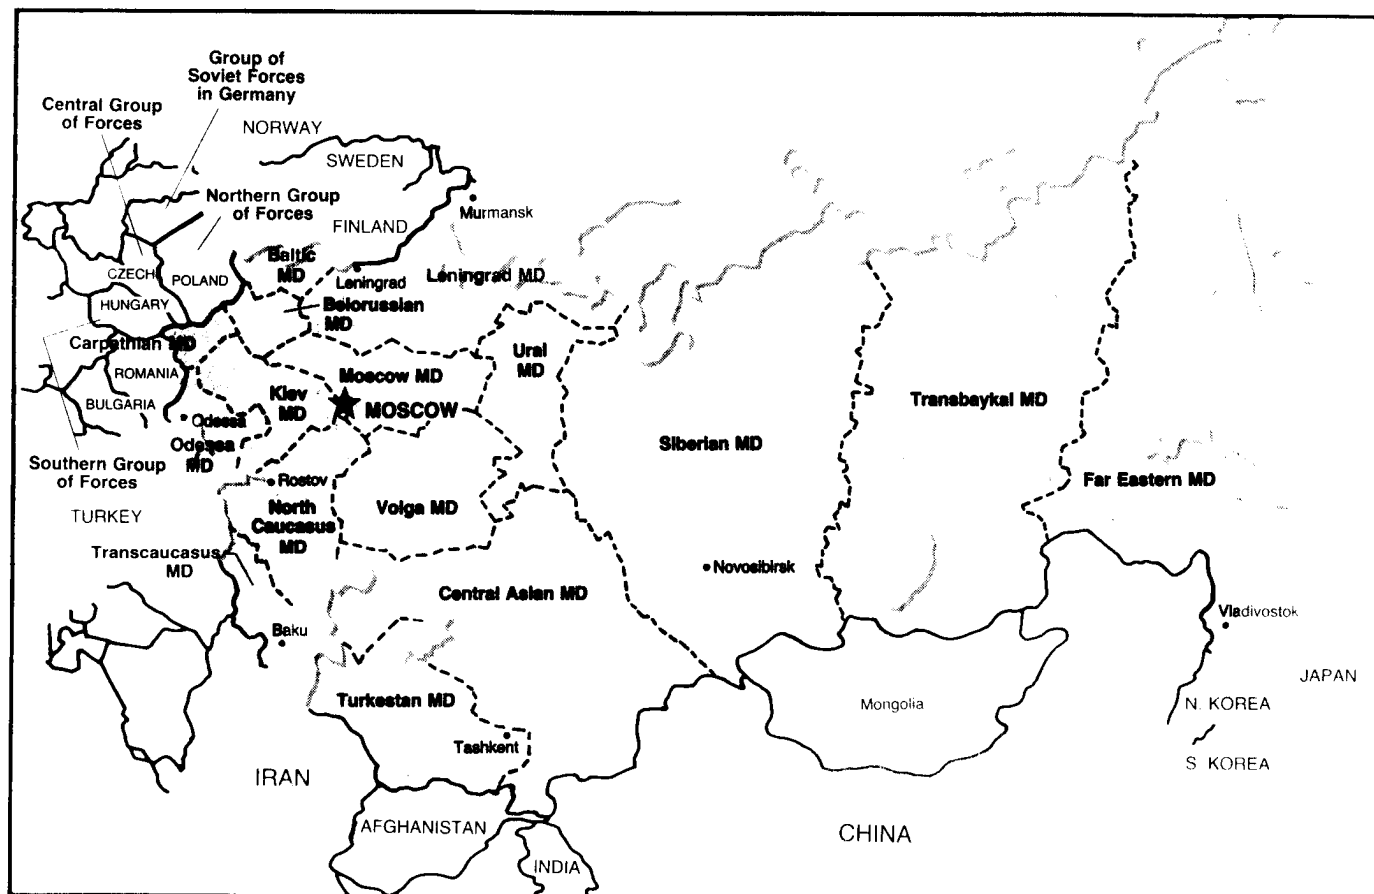 Group of
Soviet Forces
in Germany
Central Group
of Forces
NORWAY
SWEDEN
Northern Group
of Forces
Murmansk
FINLAND
Baltic
MD
Leningrad
Leningrad MD
CZECH
POLAND
HUNGARY
Belorussian
MD
Carpathian MD
ROMANIA
BULGARIA
Ural
MD
Moscow MD
Kiev
MD
MOSCOW
Transbaykal MD
Odessa
Odessa
MD
Siberian MD
Southern Group
of Forces
Rostov
Far Eastern MD
TURKEY
North
Caucasus
MD
Volga MD
Transcaucasus
MD
Novosibirsk
Central Asian MD
Vladivostok
Baku
JAPAN
Turkestan MD
Mongolia
N. KOREA
Tashkent
S. KOREA
IRAN
AFGHANISTAN
CHINA
INDIA